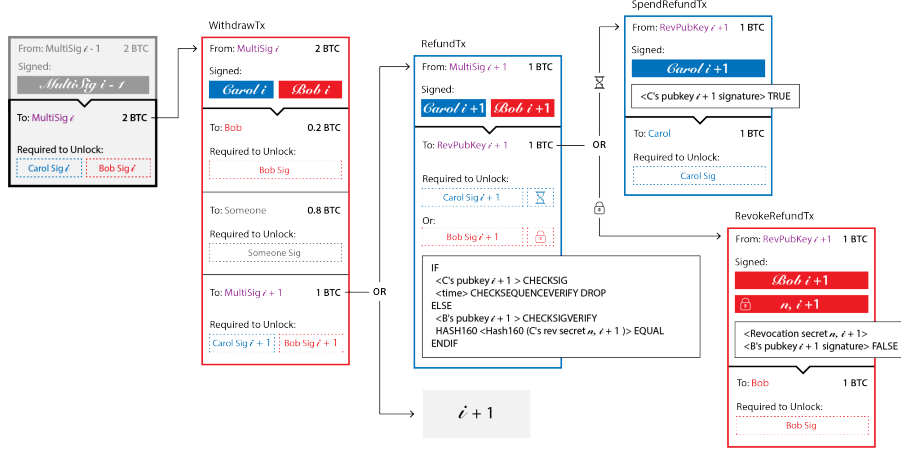 From: MultiSig i - 1 2 BTC
Signed:
MultiSig i - 1
To: MultiSig i 2 BTC
Required to Unlock:
Carol Sig i Bob Sig i
WithdrawTx
From: MultiSig i 2 BTC
Signed:
Carol i Bob i
To: Bob 0.2 BTC
Required to Unlock:
Bob Sig
To: Someone 0.8 BTC
Required to Unlock:
Someone Sig
To: MultiSig i + 1 1 BTC
Required to Unlock:
Carol Sig i + 1 Bob Sig i + 1
OR
RefundTx
From: MultiSig i + 1 1 BTC
Signed:
Carol i +1 Bob i +1
To: RevPubKey i + 1 1 BTC
Required to Unlock:
Carol Sig i + 1
Or:
Bob Sig i + 1
IF
<C's pubkey i + 1 > CHECKSIG
<time> CHECKSEQUENCEVERIFY DROP
ELSE
<B's pubkey i + 1 > CHECKSIGVERIFY
HASH160 <Hash160 (C's rev secret n, i + 1 )> EQUAL
ENDIF
i + 1
OR
SpendRefundTx
From: RevPubKey i +1 1 BTC
Signed:
Carol i +1
<C's pubkey i + 1 signature> TRUE
To: Carol 1 BTC
Required to Unlock:
Carol Sig
RevokeRefundTx
From: RevPubKey i +1 1 BTC
Signed:
Bob i +1
n, i +1
<Revocation secret n, i + 1>
<B's pubkey i + 1 signature> FALSE
To: Bob 1 BTC
Required to Unlock:
Bob Sig